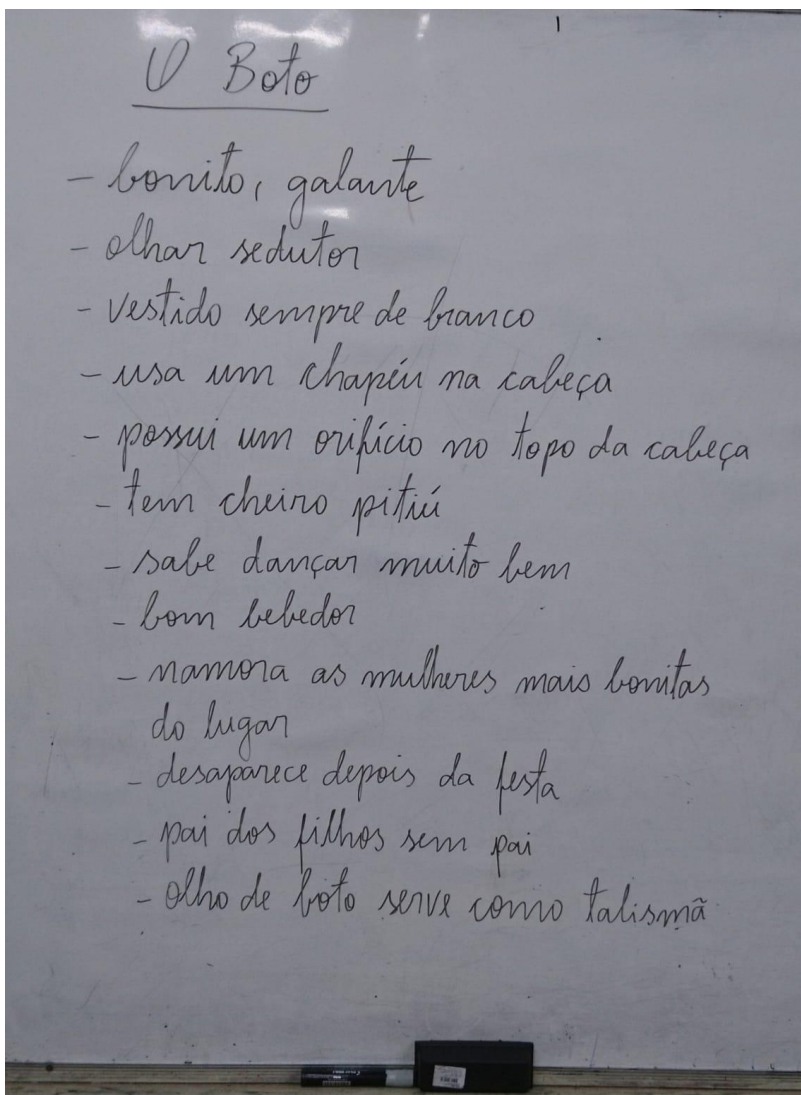 O Boto
- bonito, galante
- olhar sedutor
- vestido sempre de branco
- usa um chapéu na cabeça
- possui um orifício no topo da cabeça
- tem cheiro pitiú
- sabe dançar muito bem
- bom bebedor
- namora as mulheres mais bonitas
do lugar
- desaparece depois da festa
- pai dos filhos sem pai
- olho de boto serve como talismã